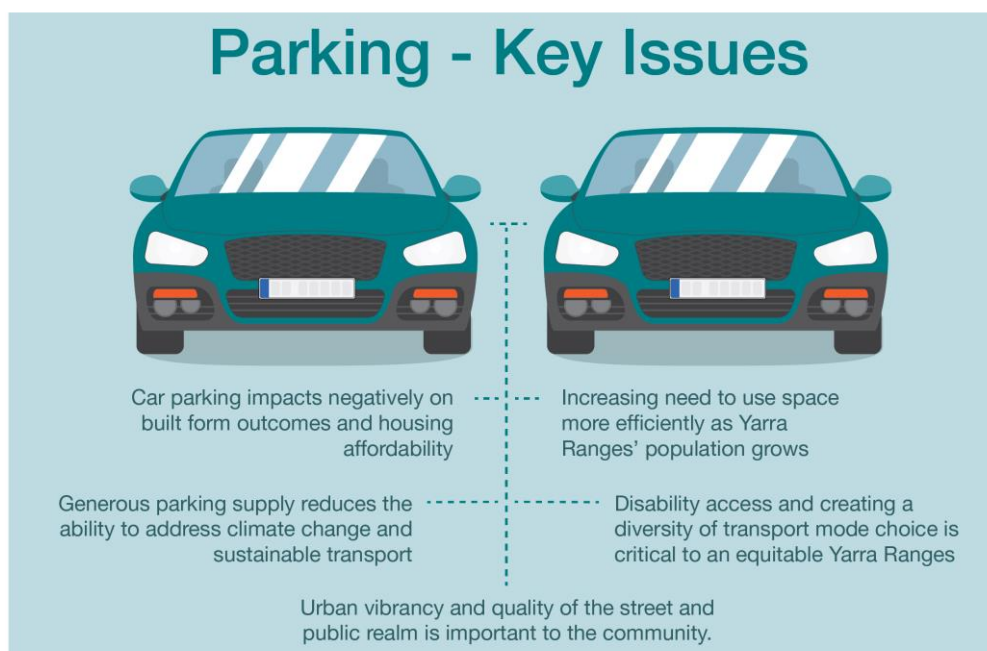 Parking - Key Issues
Car parking impacts negatively on
built form outcomes and housing
affordability
Increasing need to use space
more efficiently as Yarra
Ranges’ population grows
Generous parking supply reduces the
ability to address climate change and
sustainable transport
Disability access and creating a
diversity of transport mode choice is
critical to an equitable Yarra Ranges
Urban vibrancy and quality of the street and
public realm is important to the community.